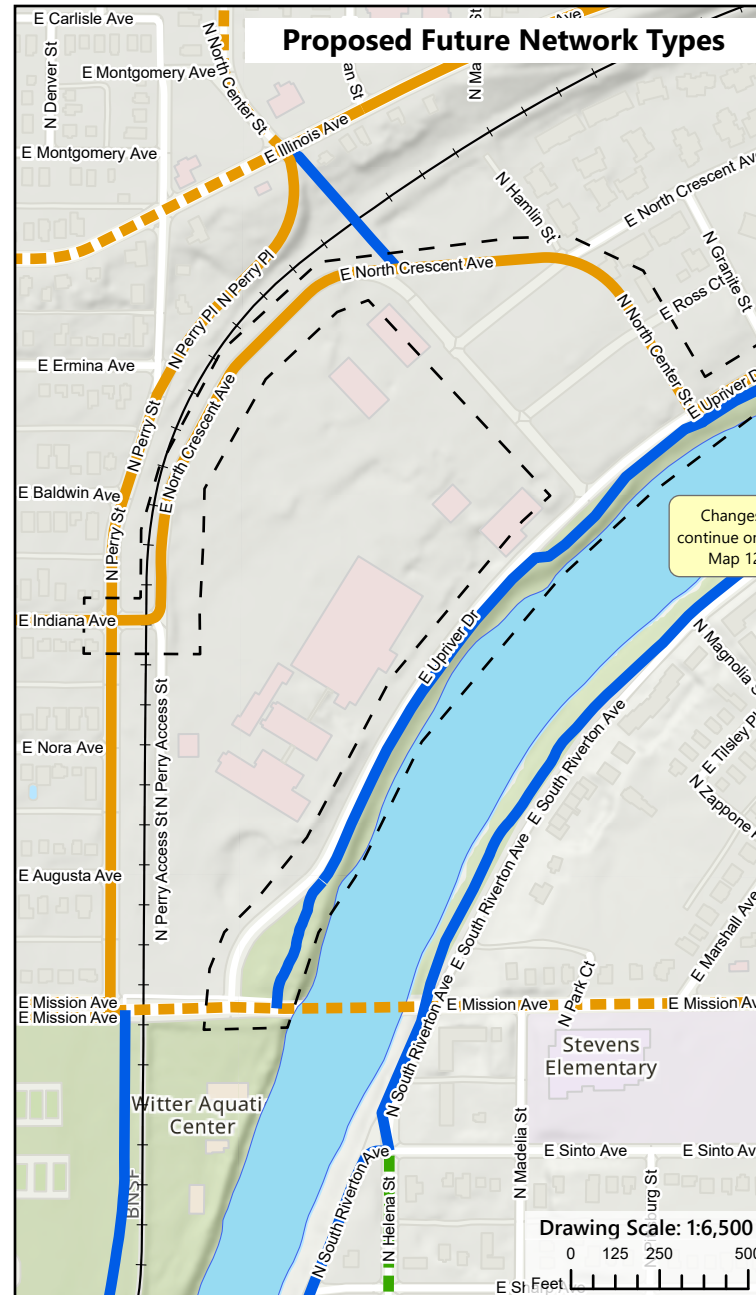 E Carlisle Ave
Proposed Future Network Types
N Denver St
E Montgomery Ave
N North Center St
E Montgomery Ave
E Illinois Ave
N Hamlin St
E North Crescent Ave
N Granite St
E Ross Ct
E North Crescent Ave
N Perry Pl
N Perry Pl
E Ermina Ave
N North Center St
E Upriver Dr
N Perry St
E North Crescent Ave
E Baldwin Ave
N Perry St
Changes
continue on
Map 12
E Indiana Ave
E Upriver Dr
N Magnolia
E Tilsley Pl
N Zappone
E Nora Ave
N Perry Access St
N Perry Access St
E South Riverton Ave
E South Riverton Ave
E Augusta Ave
E Marshall Ave
N Park Ct
E Mission Ave
E Mission Ave
E Mission Ave
E Mission Av
N South Riverton Ave
Stevens
Elementary
Witter Aquati
Center
N Madelia St
E Sinto Ave
E Sinto Av
BNSF
N South Riverton Ave
N Helena St
Drawing Scale: 1:6,500
0 125 250 500
Feet
E Sharp Ave